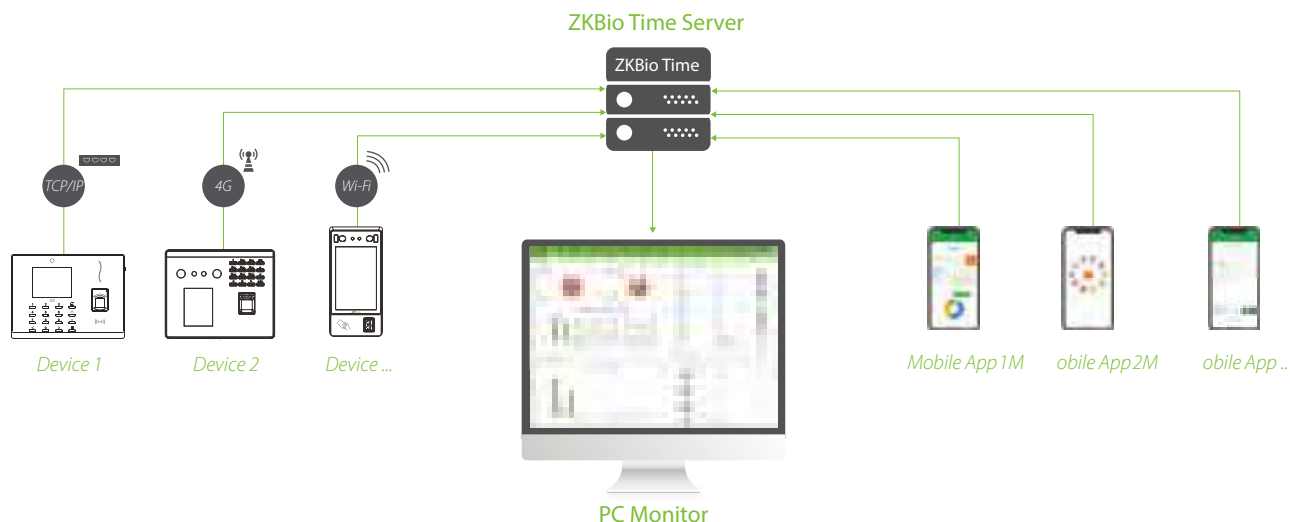 ZKBio Time Server
ZKBio Time
TCP/IP
4G
Wi-Fi
Device 1
Device 2
Device ...
Mobile App 1M
obile App 2M
obile App ..
PC Monitor